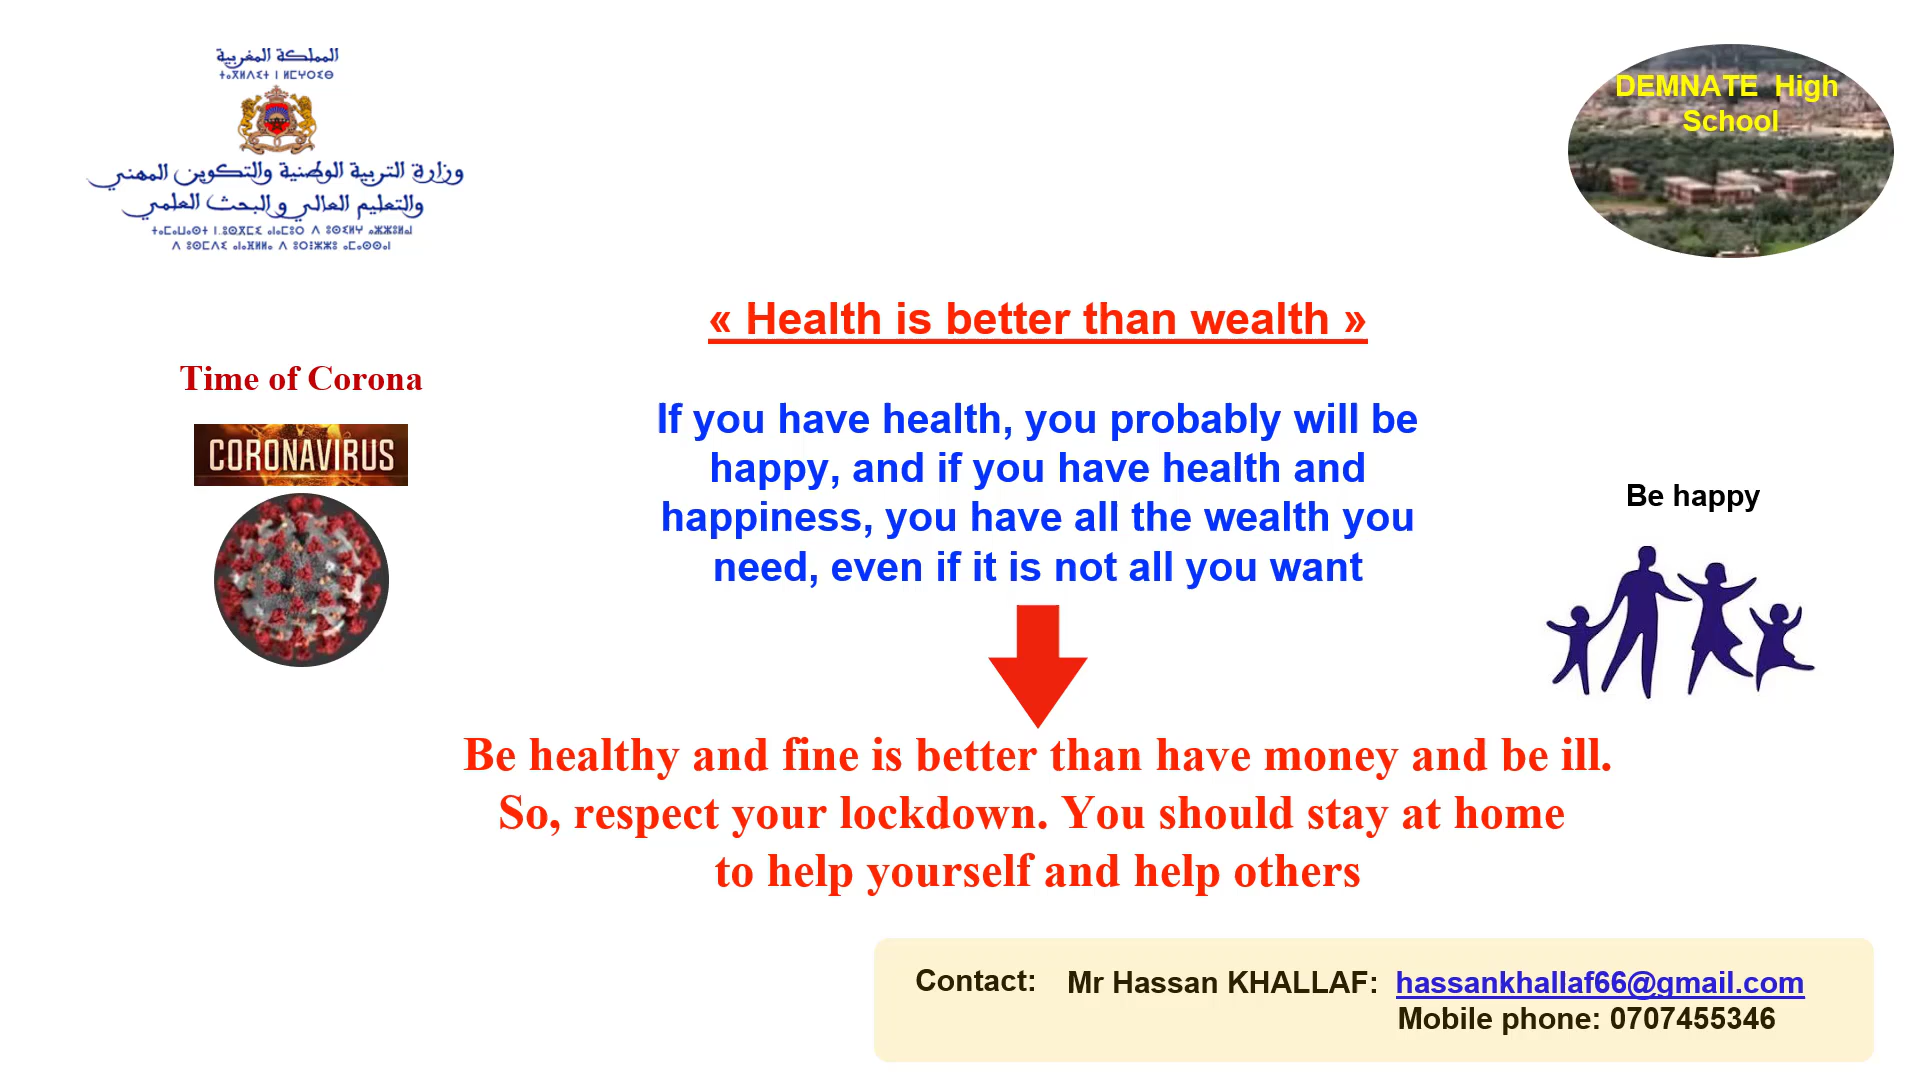 المملكة المغربية
ⵜⴰⴳⵍⴷⵉⵜ ⵏ ⵍⵎⵖⵔⵉⴱ
وزارة التربية الوطنية والتكوين المهني
والتعليم العالي والبحث العلمي
DEMNATE High
School
« Health is better than wealth »
Time of Corona
CORONAVIRUS
If you have health, you probably will be
happy, and if you have health and
happiness, you have all the wealth you
need, even if it is not all you want
Be happy
Be healthy and fine is better than have money and be ill.
So, respect your lockdown. You should stay at home
to help yourself and help others
Contact: Mr Hassan KHALLAF: hassankhallaf66@gmail.com
Mobile phone: 0707455346